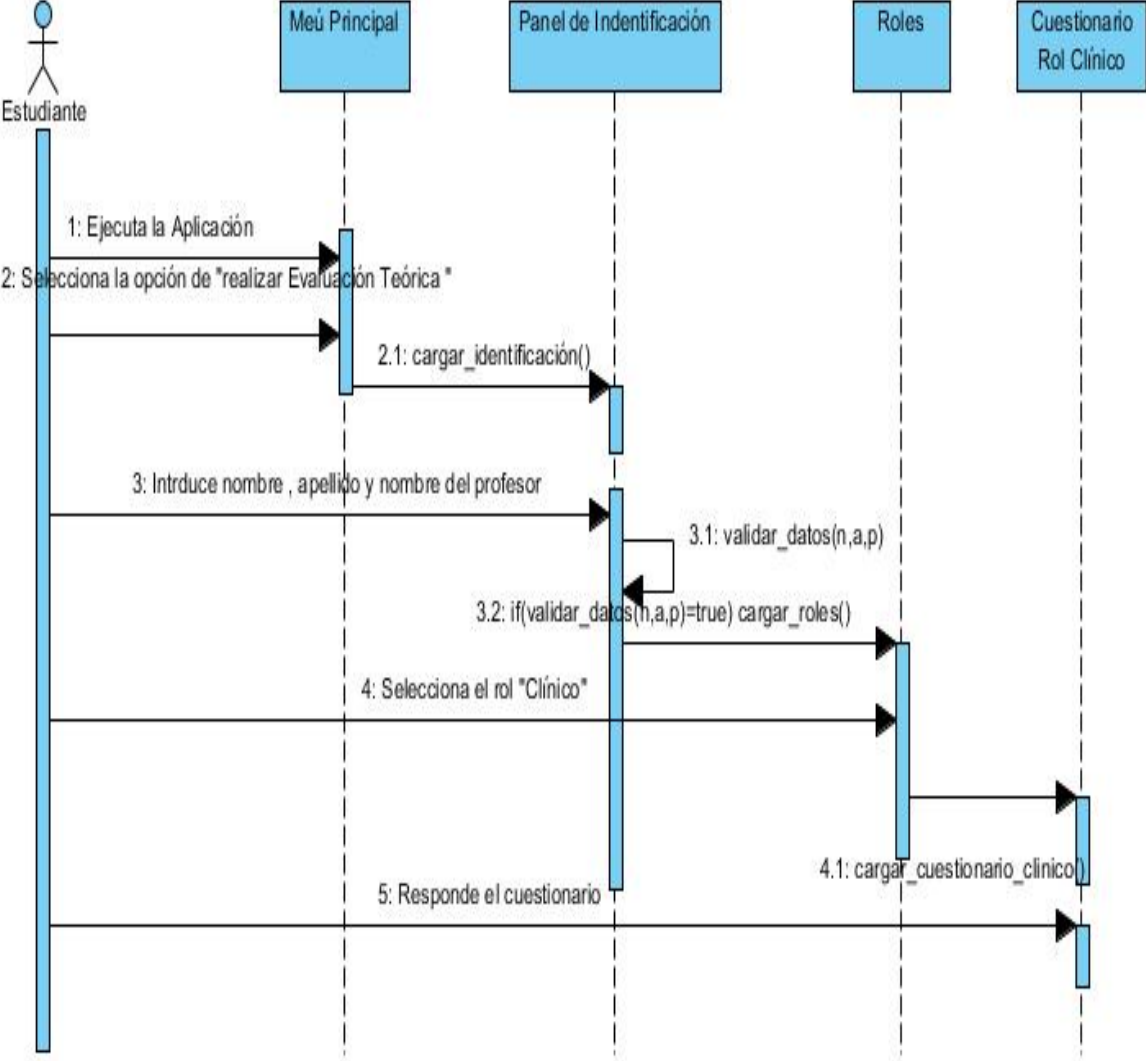 Meú Principal
Panel de Indentificación
Roles
Cuestionario
Rol Clínico
Estudiante
1: Ejecuta la Aplicación
2: Selecciona la opción de "realizar Evaluación Teórica "
2.1: cargar_identificación()
3: Intrduce nombre , apellido y nombre del profesor
3.1: validar_datos(n,a,p)
3.2: if(validar_datos(n,a,p)=true) cargar_roles()
4: Selecciona el rol "Clínico"
4.1: cargar_cuestionario_clinico()
5: Responde el cuestionario